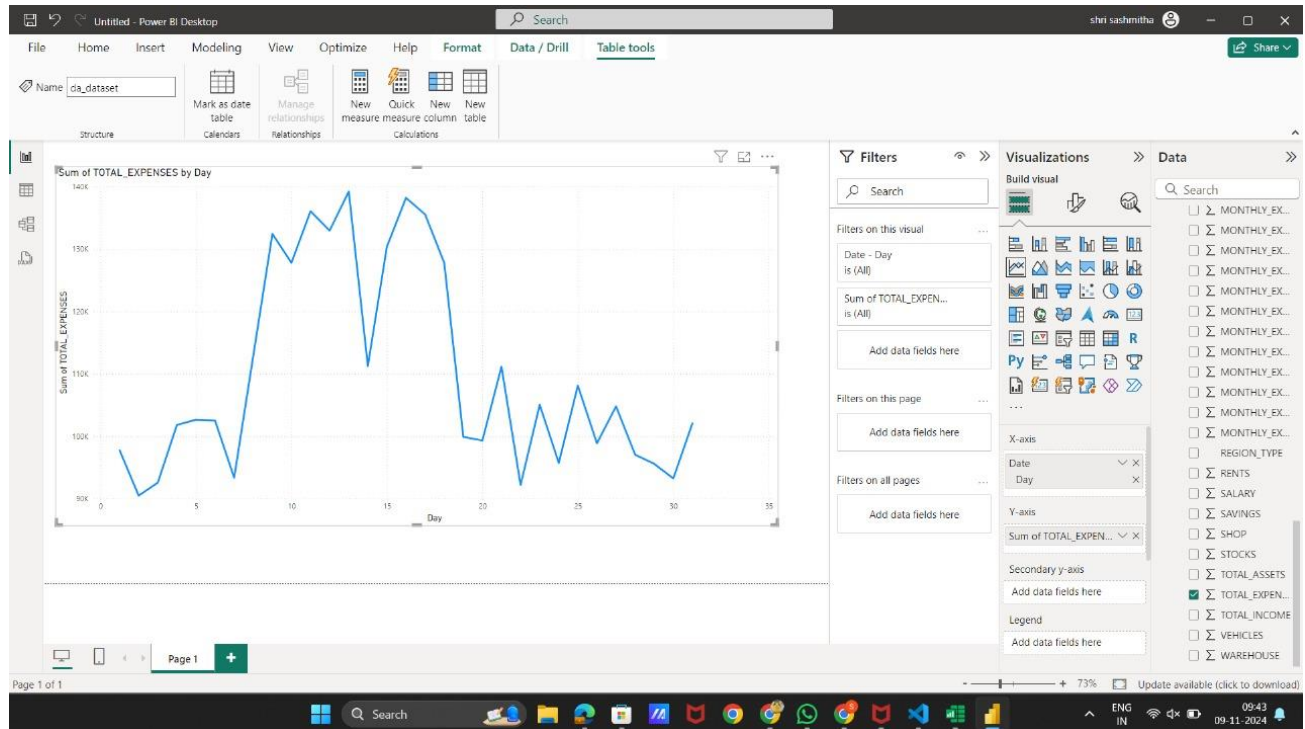 Untitled - Power BI Desktop
Search
shri sashmitha
File Home Insert Modeling View Optimize Help Format Data / Drill Table tools
Share
Name da_dataset
Mark as date table
Manage relationships
New measure
Quick measure
New column
New table
Structure
Calendars
Relationships
Calculations
Sum of TOTAL_EXPENSES by Day
140K
130K
120K
110K
100K
90K
Sum of TOTAL_EXPENSES
0 5 10 15 20 25 30 35
Day
Filters
Search
Filters on this visual
...
Date - Day
is (All)
Sum of TOTAL_EXPEN...
is (All)
Add data fields here
Filters on this page
...
Add data fields here
Filters on all pages
...
Add data fields here
Visualizations
Build visual
123
R
Py
...
X-axis
Date
Day
Y-axis
Sum of TOTAL_EXPEN...
Secondary y-axis
Add data fields here
Legend
Add data fields here
Data
Search
∑ MONTHLY_EX...
∑ MONTHLY_EX...
∑ MONTHLY_EX...
∑ MONTHLY_EX...
∑ MONTHLY_EX...
∑ MONTHLY_EX...
∑ MONTHLY_EX...
∑ MONTHLY_EX...
∑ MONTHLY_EX...
∑ MONTHLY_EX...
∑ MONTHLY_EX...
∑ MONTHLY_EX...
REGION_TYPE
∑ RENTS
∑ SALARY
∑ SAVINGS
∑ SHOP
∑ STOCKS
∑ TOTAL_ASSETS
∑ TOTAL_EXPEN...
∑ TOTAL_INCOME
∑ VEHICLES
∑ WAREHOUSE
Page 1
Page 1 of 1
73%
Update available (click to download)
Search
ENG
IN
09:43
09-11-2024